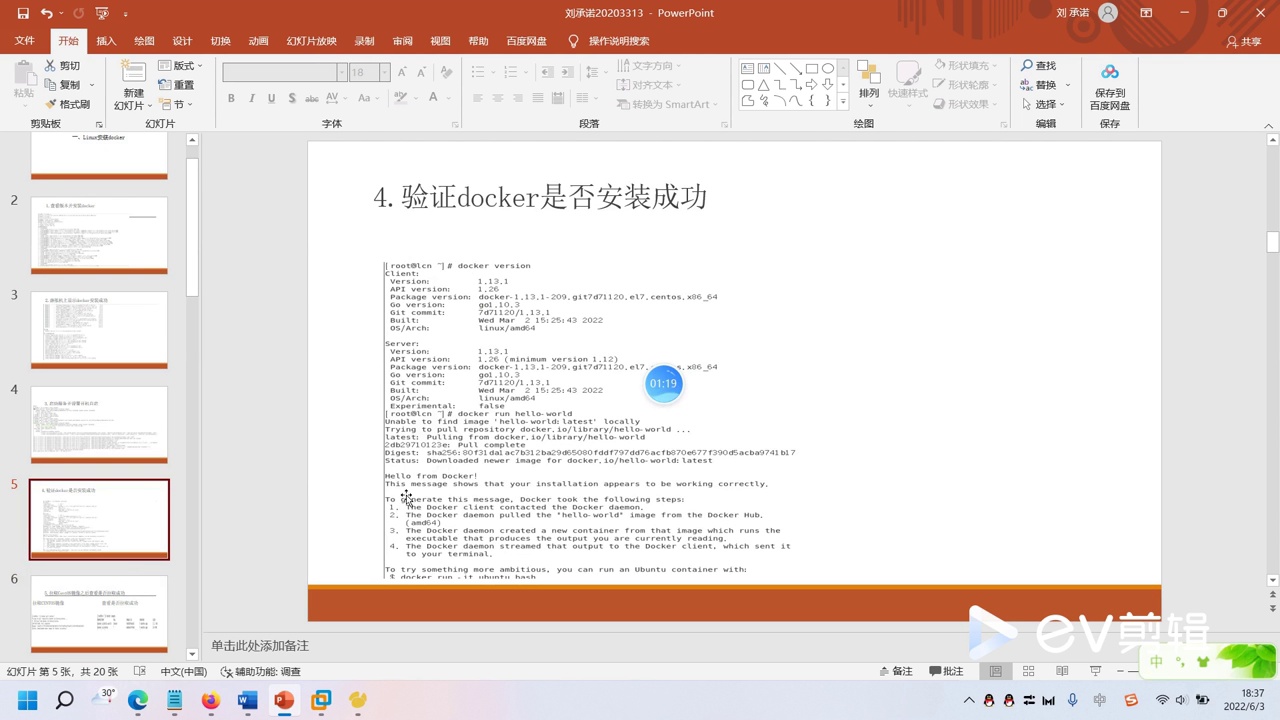 刘承诺20203313 - PowerPoint
刘 承诺
文件 开始 插入 绘图 设计 切换 动画 幻灯片放映 录制 审阅 视图 帮助 百度网盘 操作说明搜索 共享
粘贴 剪切 复制 格式刷 剪贴板
新建幻灯片 版式 重置 节 幻灯片
18
B I U S abc AV Aa A 字体
文字方向 对齐文本 转换为 SmartArt 段落
排列 快速样式 形状填充 形状轮廓 形状效果 绘图
查找 替换 选择 编辑
保存到百度网盘 保存
一. Linux安装docker
2
3
4
5
4. 验证docker是否安装成功
6
4. 验证docker是否安装成功
[root@lcn ~]# docker version
Client:
Version: 1.13.1
API version: 1.26
Package version: docker-1.13.1-209.git7d71120.el7.centos.x86_64
Go version: go1.10.3
Git commit: 7d71120/1.13.1
Built: Wed Mar 2 15:25:43 2022
OS/Arch: linux/amd64
Server:
Version: 1.13.1
API version: 1.26 (minimum version 1.12)
Package version: docker-1.13.1-209.git7d71120.el7.centos.x86_64
Go version: go1.10.3
Git commit: 7d71120/1.13.1
Built: Wed Mar 2 15:25:43 2022
OS/Arch: linux/amd64
Experimental: false
[root@lcn ~]# docker run hello-world
Unable to find image 'hello-world:latest' locally
Trying to pull repository docker.io/library/hello-world ...
latest: Pulling from docker.io/library/hello-world
2db29710123e: Pull complete
Digest: sha256:80f31da1ac7b312ba29d65080fddf797dd76acfb870e677f390d5acba9741b17
Status: Downloaded newer image for docker.io/library/hello-world:latest
Hello from Docker!
This message shows that your installation appears to be working correctly.
To generate this message, Docker took the following steps:
1. The Docker client contacted the Docker daemon.
2. The Docker daemon pulled the "hello-world" image from the Docker Hub.
(amd64)
3. The Docker daemon created a new container from that image which runs the
executable that produces the output you are currently reading.
4. The Docker daemon streamed that output to the Docker client, which sent it
to your terminal.
To try something more ambitious, you can run an Ubuntu container with:
$ docker run -it ubuntu bash
01:19
EV剪辑
单击此处添加备注
中
幻灯片 第 5 张，共 20 张 中文(中国) 辅助功能: 调查 备注 批注
30°
18:37
2022/6/3